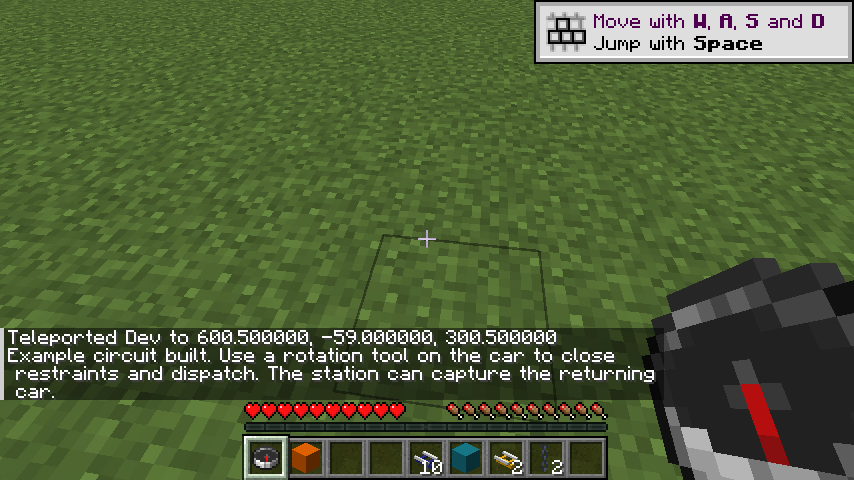 Move with W, A, S and D
Jump with Space
Teleported Dev to 600.500000, -59.000000, 300.500000
Example circuit built. Use a rotation tool on the car to close
restraints and dispatch. The station can capture the returning
car.
10
2
2